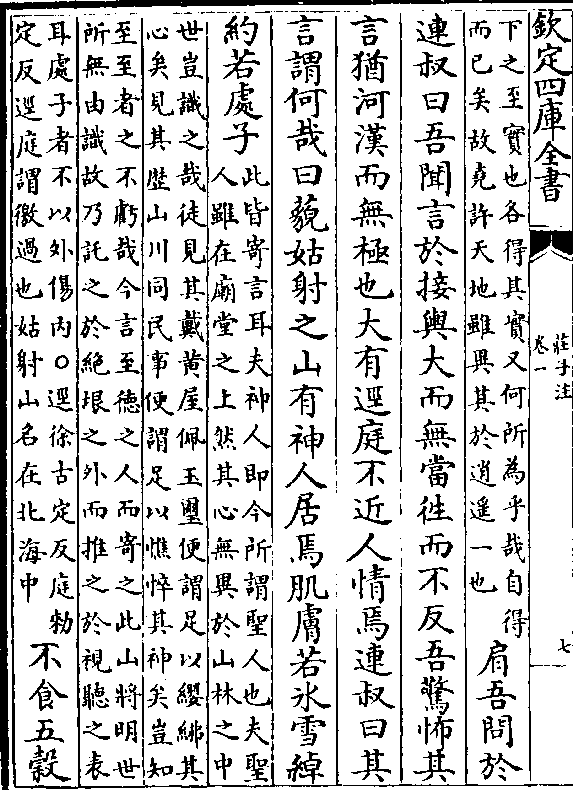 欽定四庫全書
莊子注
卷一
七
下之至實也各得其實又何所為乎哉自得
而已矣故堯許天地雖異其於逍遥一也
肩吾問於
連叔曰吾聞言於接輿大而無當徃而不反吾驚怖其
言猶河漢而無極也大有逕庭不近人情焉連叔曰其
言謂何哉曰藐姑射之山有神人居焉肌膚若氷雪綽
約若處子
此皆寄言耳夫神人即今所謂聖人也夫聖
人雖在廟堂之上然其心無異於山林之中
世豈識之哉徒見其戴黄屋佩玉璽便謂足以纓紱其
心矣見其歴山川同民事便謂足以憔悴其神矣豈知
至至者之不虧哉今言至德之人而寄之此山將明世
所無由識故乃託之於絶垠之外而推之於視聽之表
耳處子者不以外傷内○逕徐古定反庭勑
定反逕庭謂徼過也姑射山名在北海中
不食五穀